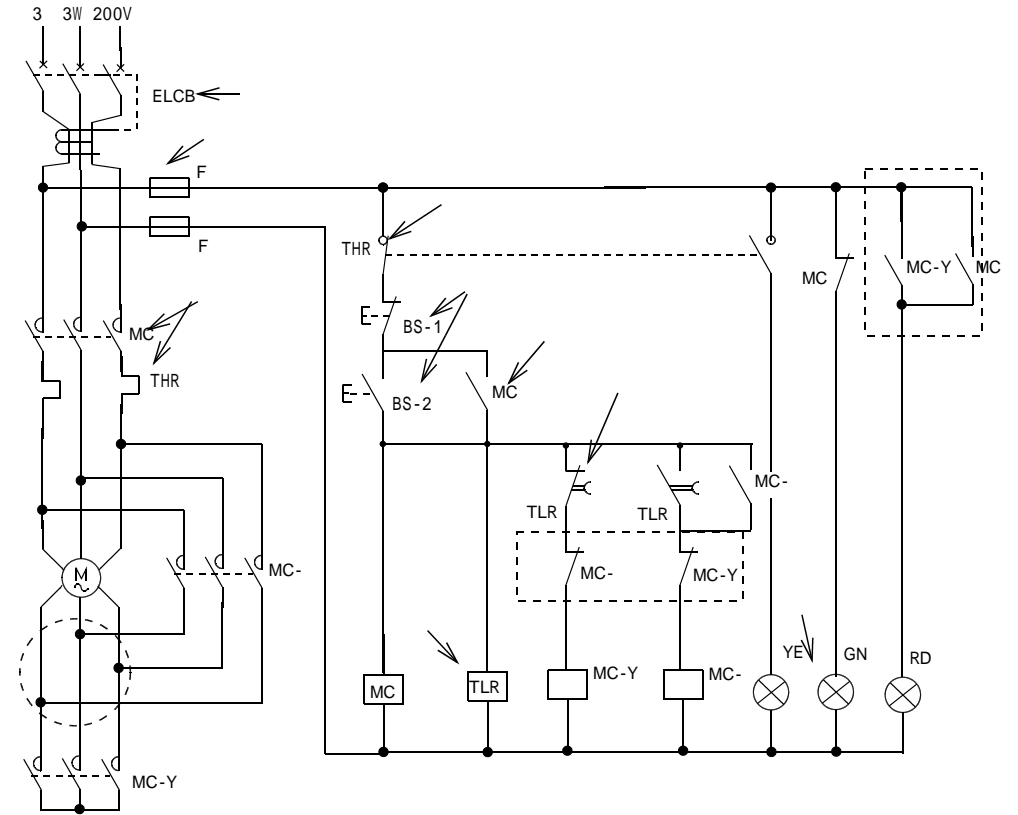 3 3W 200V
ELCB
F
F
THR
MC
MC-Y
MC
BS-1
MC
THR
BS-2
MC
MC-
TLR
TLR
MC-
MC-
MC-Y
M
YE
GN
RD
MC
TLR
MC-Y
MC-
MC-Y